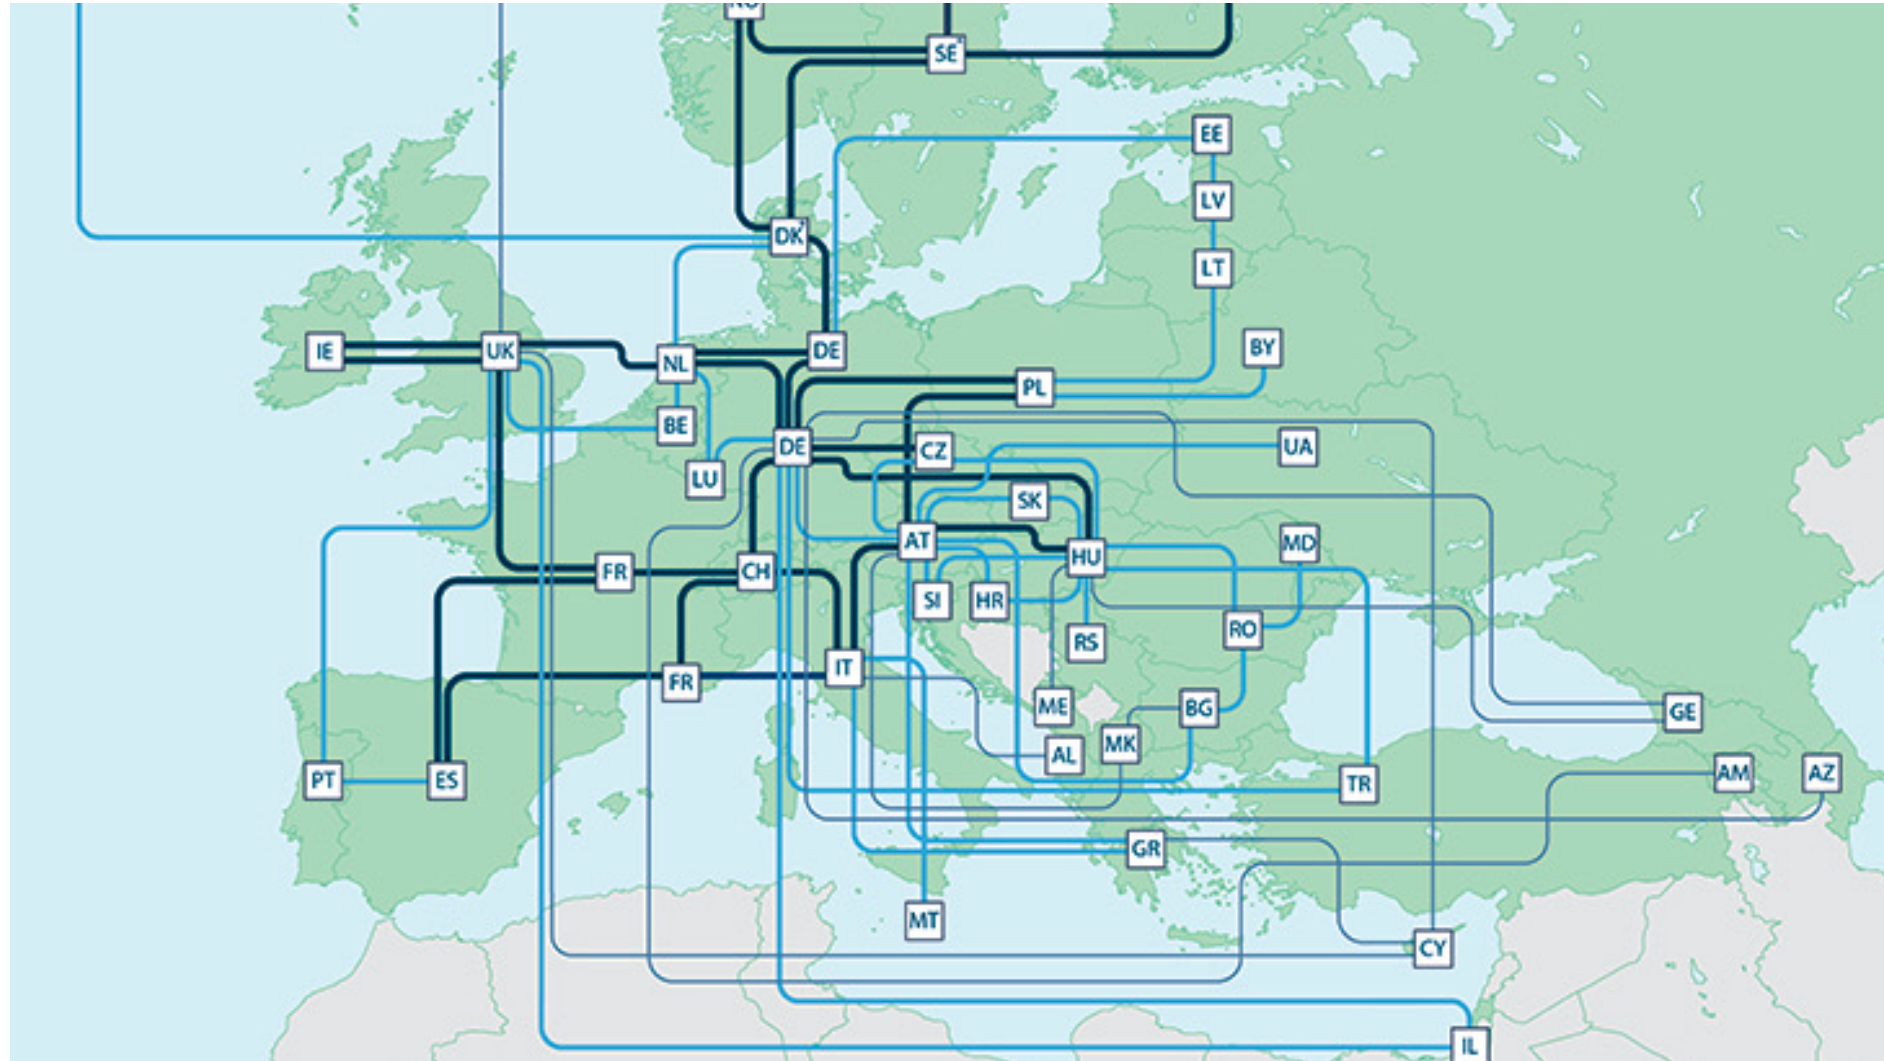 SE
EE
LV
DK
LT
IE
UK
NL
DE
BY
PL
BE
DE
CZ
UA
LU
SK
AT
MD
HU
FR
CH
SI
HR
RO
RS
IT
FR
ME
BG
GE
MK
AL
PT
ES
TR
AM
AZ
GR
MT
CY
IL